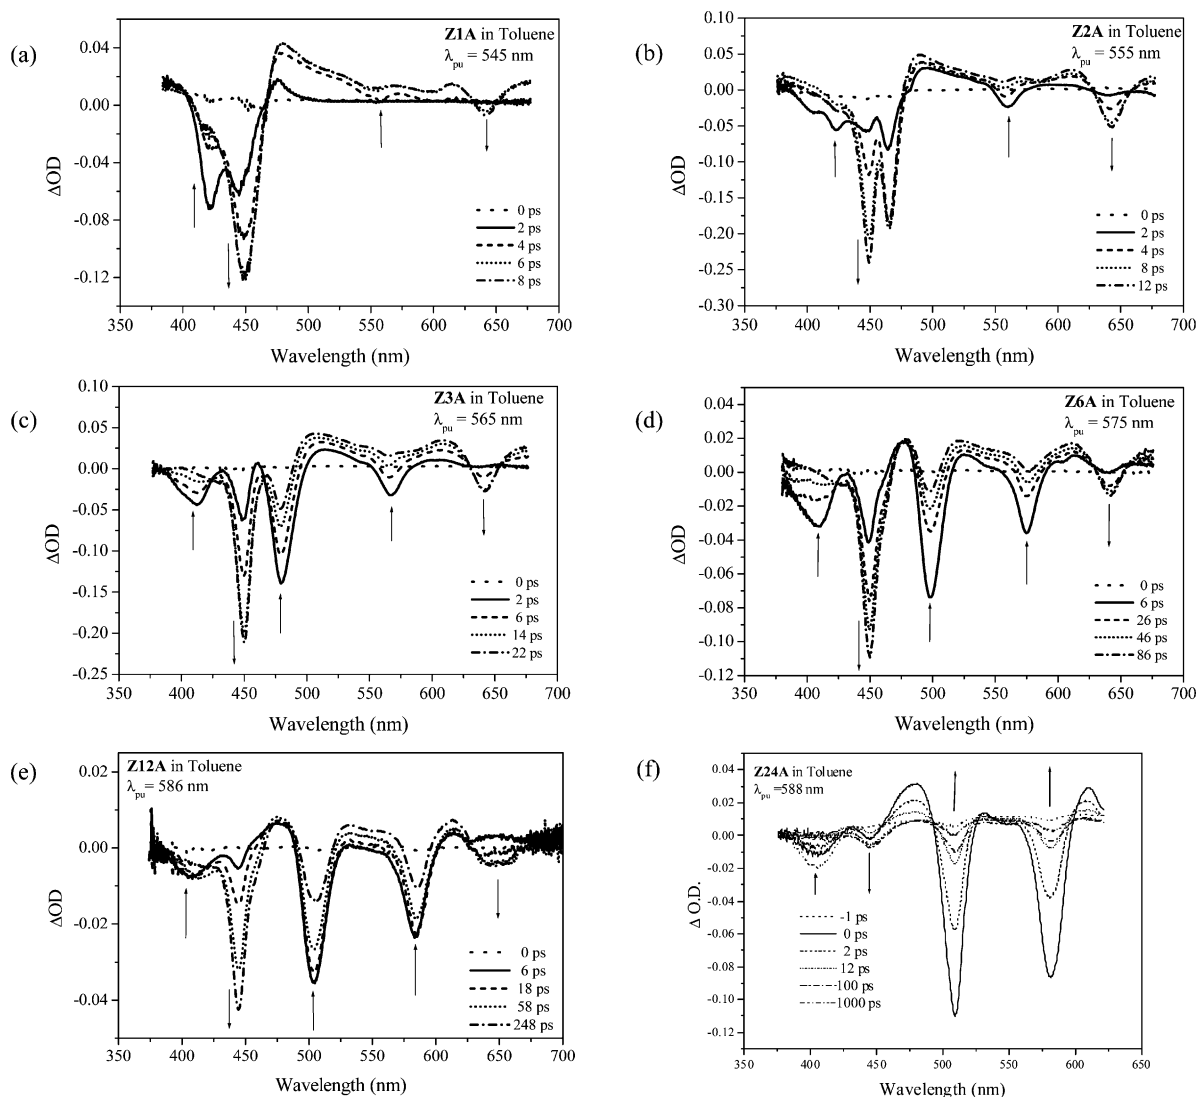 (a)
Z1A in Toluene
λpu = 545 nm
0.04
0.00
-0.04
-0.08
-0.12
ΔOD
0 ps
2 ps
4 ps
6 ps
8 ps
350 400 450 500 550 600 650 700
Wavelength (nm)
(b)
Z2A in Toluene
λpu = 555 nm
0.10
0.05
0.00
-0.05
-0.10
-0.15
-0.20
-0.25
-0.30
ΔOD
0 ps
2 ps
4 ps
8 ps
12 ps
350 400 450 500 550 600 650 700
Wavelength (nm)
(c)
Z3A in Toluene
λpu = 565 nm
0.10
0.05
0.00
-0.05
-0.10
-0.15
-0.20
-0.25
ΔOD
0 ps
2 ps
6 ps
14 ps
22 ps
350 400 450 500 550 600 650 700
Wavelength (nm)
(d)
Z6A in Toluene
λpu = 575 nm
0.04
0.02
0.00
-0.02
-0.04
-0.06
-0.08
-0.10
-0.12
ΔOD
0 ps
6 ps
26 ps
46 ps
86 ps
350 400 450 500 550 600 650 700
Wavelength (nm)
(e)
Z12A in Toluene
λpu = 586 nm
0.02
0.00
-0.02
-0.04
ΔOD
0 ps
6 ps
18 ps
58 ps
248 ps
350 400 450 500 550 600 650 700
Wavelength (nm)
(f)
Z24A in Toluene
λpu =588 nm
0.04
0.02
0.00
-0.02
-0.04
-0.06
-0.08
-0.10
-0.12
Δ O.D.
-1 ps
0 ps
2 ps
12 ps
100 ps
1000 ps
350 400 450 500 550 600 650
Wavelength (nm)